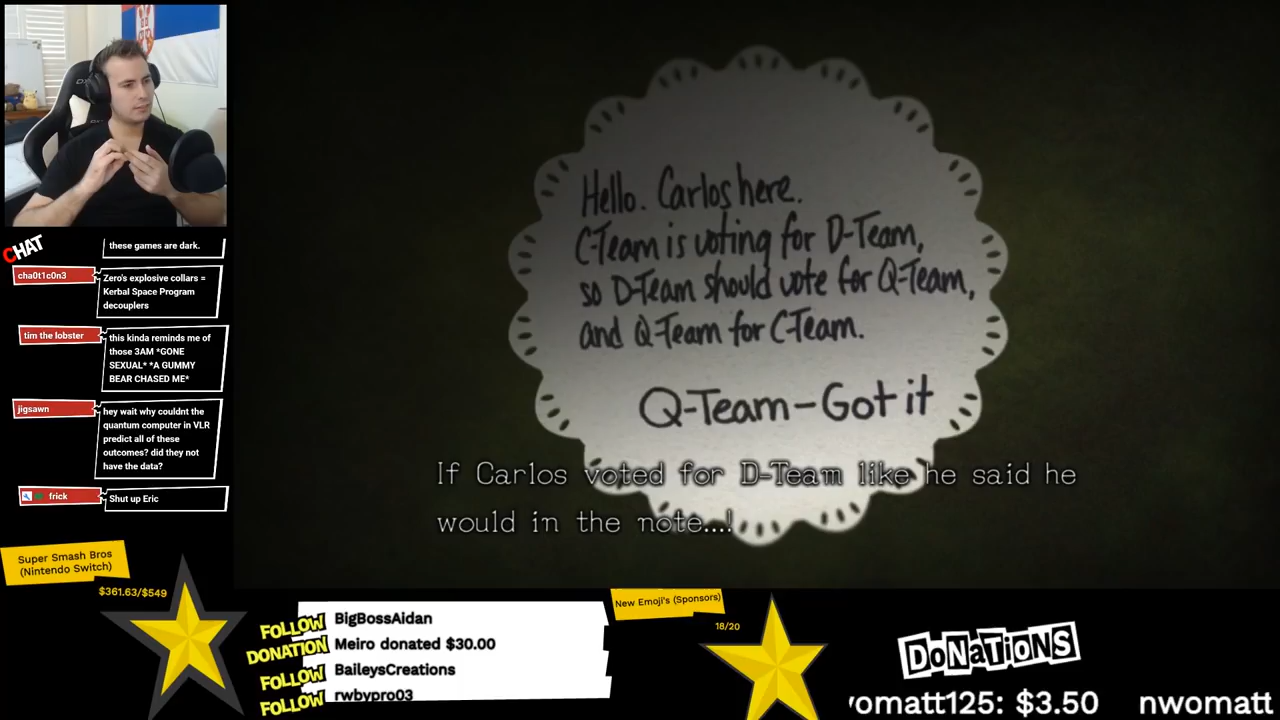 CHAT
these games are dark.
cha0t1c0n3
Zero's explosive collars =
Kerbal Space Program
decouplers
tim the lobster
this kinda reminds me of
those 3AM *GONE
SEXUAL* *A GUMMY
BEAR CHASED ME*
jigsawn
hey wait why couldnt the
quantum computer in VLR
predict all of these
outcomes? did they not
have the data?
frick
Shut up Eric
Hello. Carlos here.
C-Team is voting for D-Team,
so D-Team should vote for Q-Team,
and Q-Team for C-Team.
Q-Team-Got it
If Carlos voted for D-Team like he said he
would in the note...!
Super Smash Bros
(Nintendo Switch)
$361.63/$549
FOLLOW BigBossAidan
DONATION Meiro donated $30.00
FOLLOW BaileysCreations
FOLLOW rwbypro03
New Emoji's (Sponsors)
18/20
DONATIONS
womatt125: $3.50 nwomatt